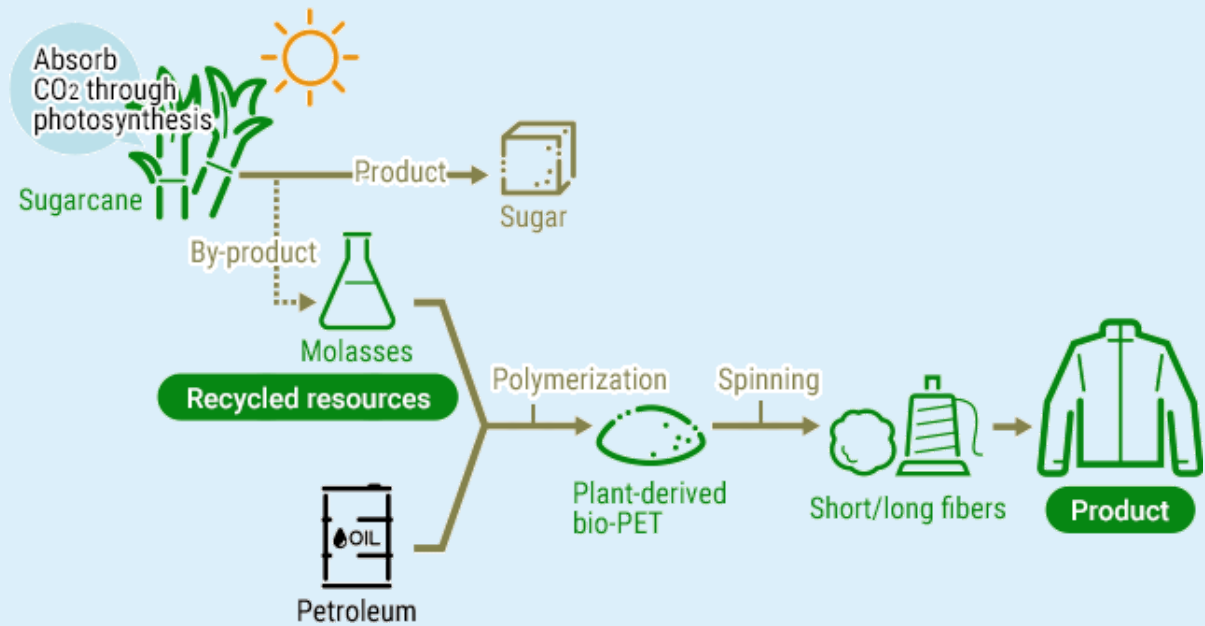 Absorb
CO2 through
photosynthesis
Sugarcane
Product
Sugar
By-product
Molasses
Recycled resources
Polymerization
Spinning
Plant-derived
bio-PET
Short/long fibers
Product
OIL
Petroleum